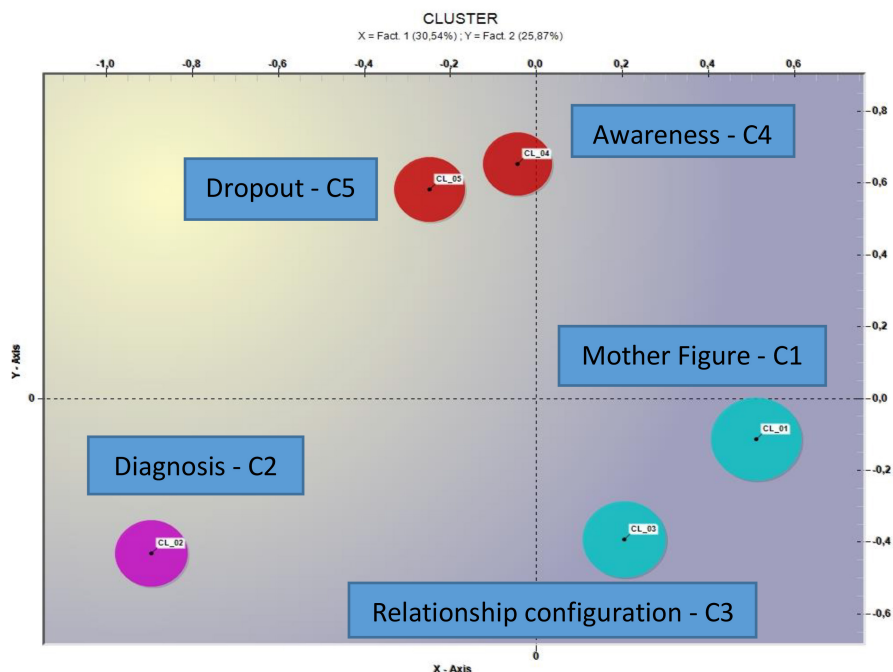 CLUSTER
X = Fact. 1 (30,54%) ; Y = Fact. 2 (25,87%)
-1,0 -0,8 -0,6 -0,4 -0,2 0,0 0,2 0,4 0,6
0,8
Awareness - C4
CL_04
CL_05
Dropout - C5
0,6
0,4
0,2
Mother Figure - C1
Y - Axis
0
0,0
CL_01
Diagnosis - C2
CL_02
CL_03
-0,4
Relationship configuration - C3
-0,6
0
X - Axis